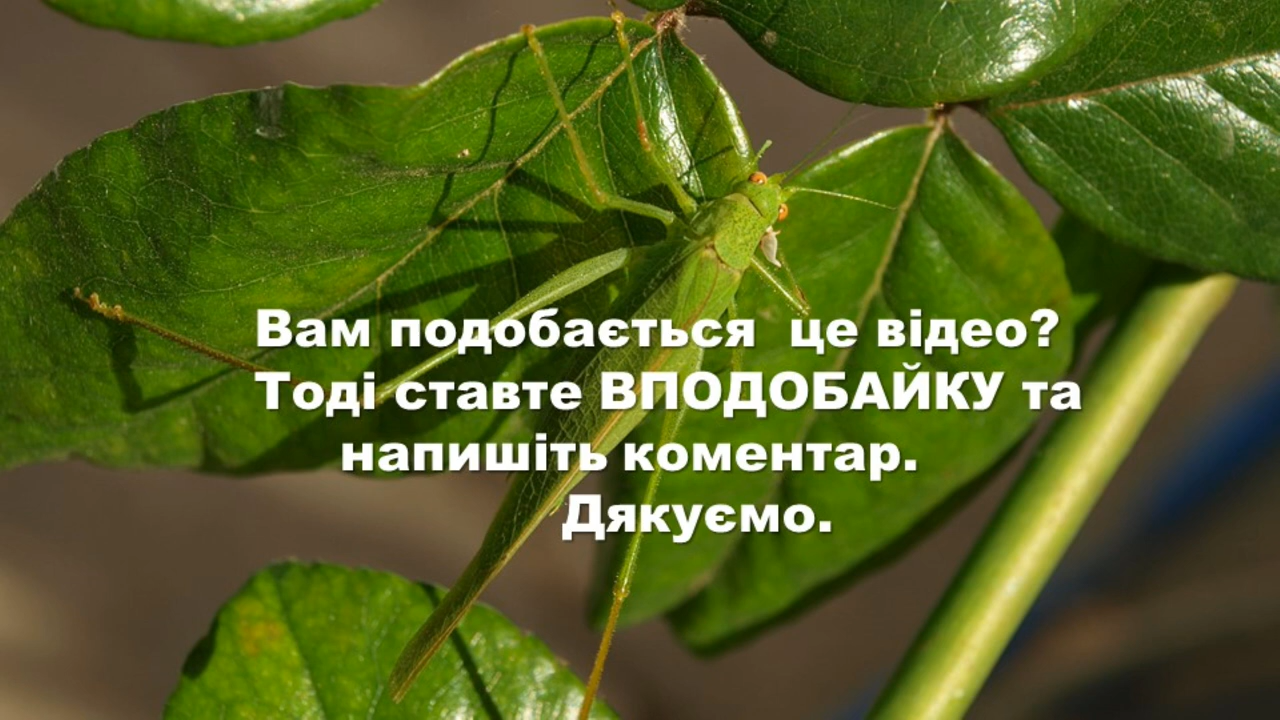 Вам подобається це відео?
Тоді ставте ВПОДОБАЙКУ та
напишіть коментар.
Дякуємо.